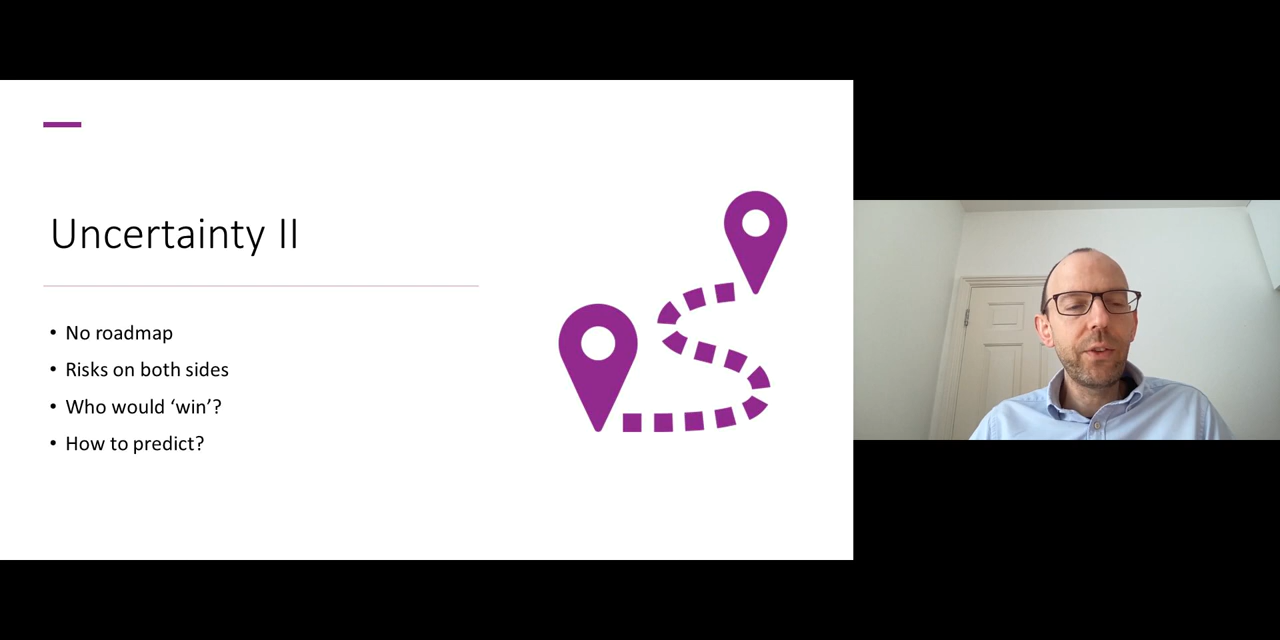 Uncertainty II
• No roadmap
• Risks on both sides
• Who would ‘win’?
• How to predict?